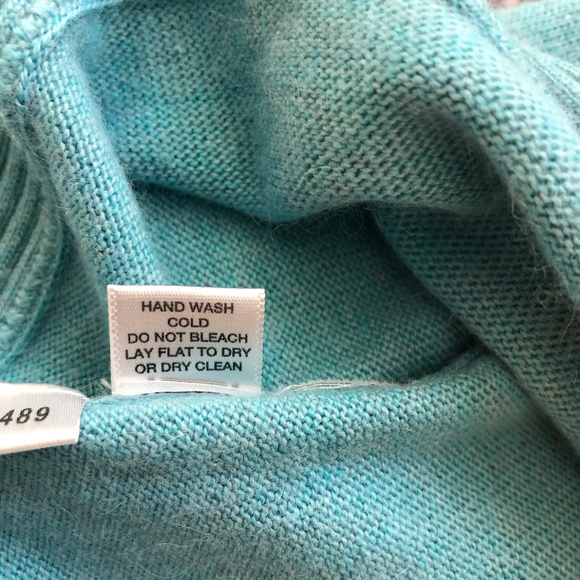 HAND WASH
COLD
DO NOT BLEACH
LAY FLAT TO DRY
OR DRY CLEAN
489